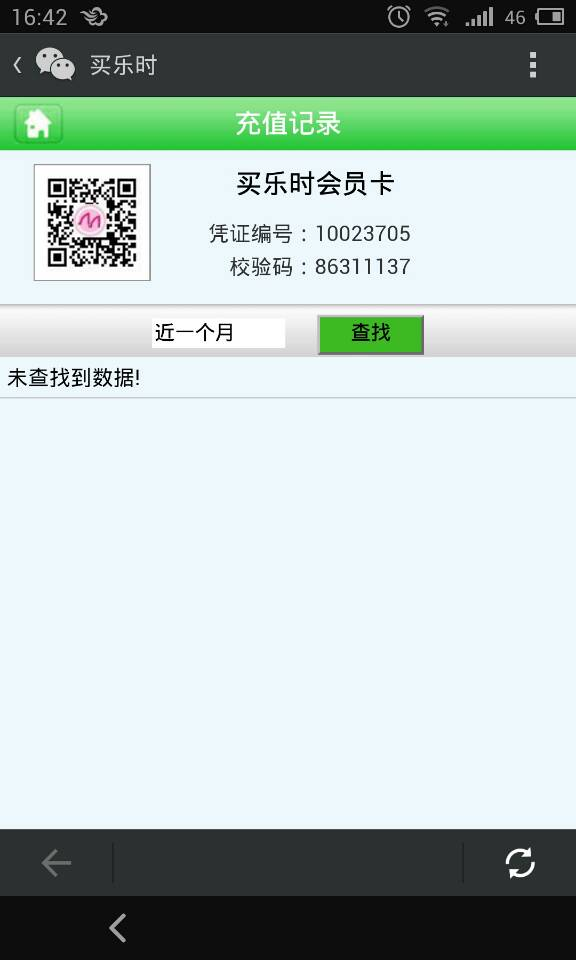 16:42
46
买乐时
充值记录
买乐时会员卡
凭证编号：10023705
校验码：86311137
近一个月
查找
未查找到数据!